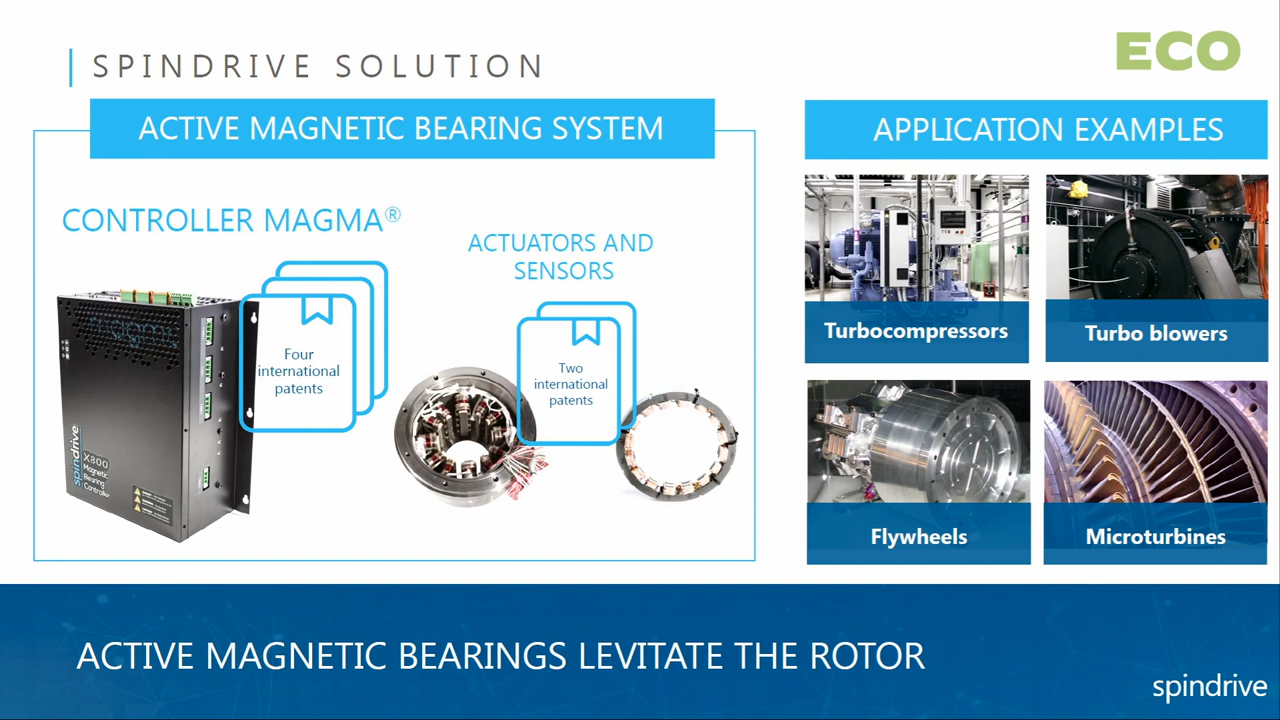 SPINDRIVE SOLUTION
ECO
ACTIVE MAGNETIC BEARING SYSTEM
CONTROLLER MAGMA®
Four
international
patents
ACTUATORS AND
SENSORS
Two
international
patents
spindrive
X800
Magnetic
Bearing
Controller
APPLICATION EXAMPLES
Turbocompressors
Turbo blowers
Flywheels
Microturbines
ACTIVE MAGNETIC BEARINGS LEVITATE THE ROTOR
spindrive